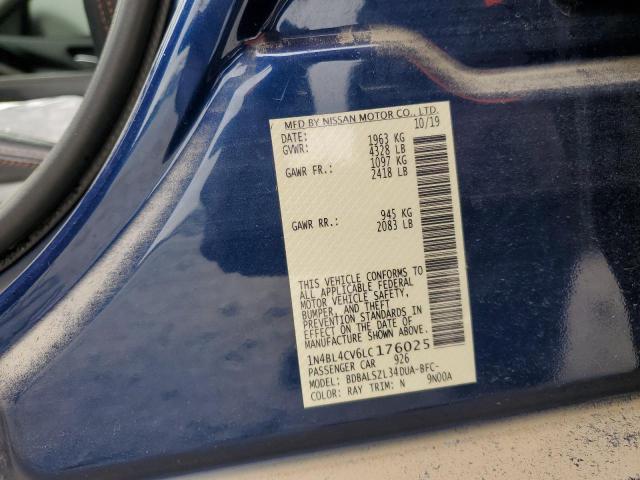 MFD BY NISSAN MOTOR CO., LTD.
DATE: 10/19
GVWR: 1963 KG
4328 LB
GAWR FR.: 1097 KG
2418 LB
GAWR RR.: 945 KG
2083 LB
THIS VEHICLE CONFORMS TO
ALL APPLICABLE FEDERAL
MOTOR VEHICLE SAFETY,
BUMPER, AND THEFT
PREVENTION STANDARDS IN
EFFECT ON THE DATE OF
MANUFACTURE SHOWN ABOVE.
1N4BL4CV6LC176025
PASSENGER CAR 926
MODEL: BDBALSZL34DUA-BFC-
COLOR: RAY TRIM: N 9N00A